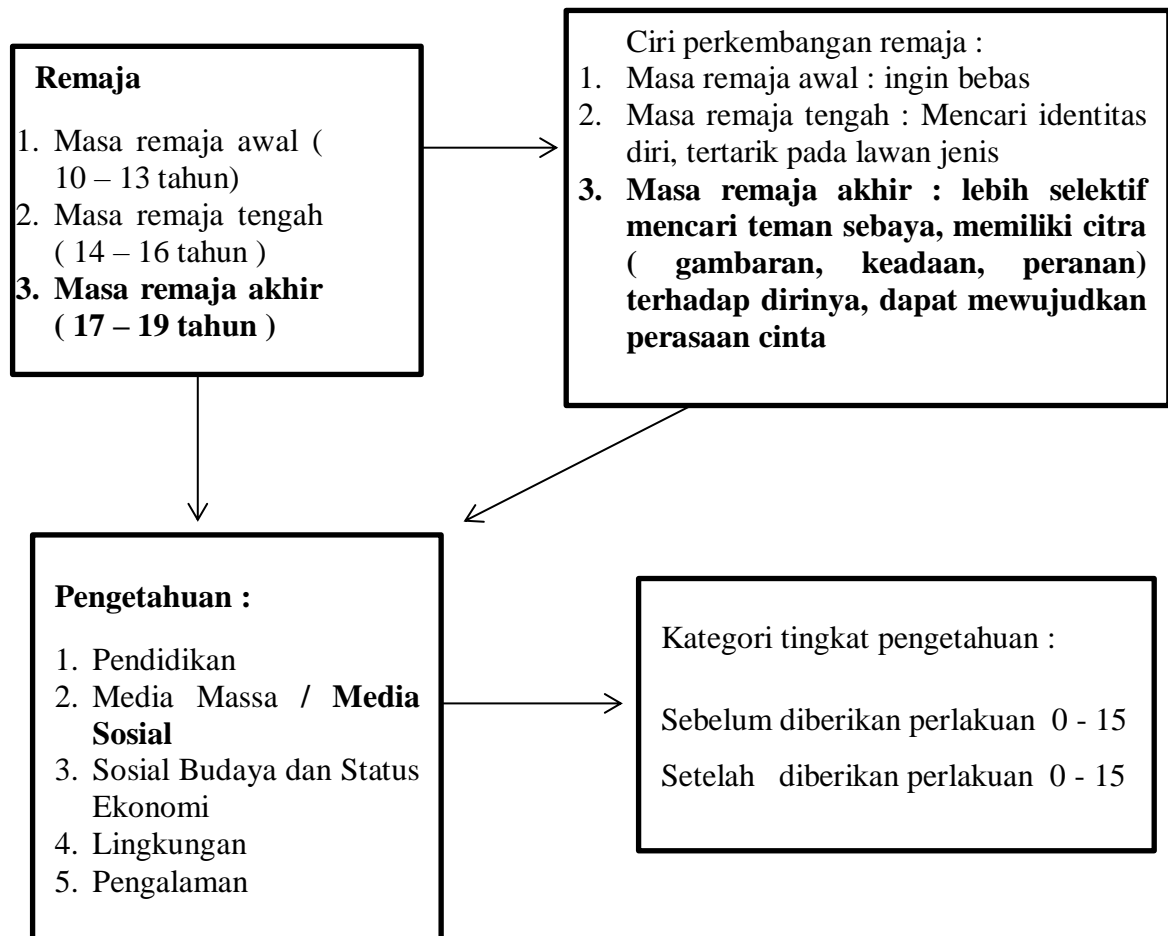 Remaja
1. Masa remaja awal (
10 – 13 tahun)
2. Masa remaja tengah
( 14 – 16 tahun )
3. Masa remaja akhir
( 17 – 19 tahun )
Ciri perkembangan remaja :
1. Masa remaja awal : ingin bebas
2. Masa remaja tengah : Mencari identitas
diri, tertarik pada lawan jenis
3. Masa remaja akhir : lebih selektif
mencari teman sebaya, memiliki citra
( gambaran, keadaan, peranan)
terhadap dirinya, dapat mewujudkan
perasaan cinta
Pengetahuan :
1. Pendidikan
2. Media Massa / Media
Sosial
3. Sosial Budaya dan Status
Ekonomi
4. Lingkungan
5. Pengalaman
Kategori tingkat pengetahuan :
Sebelum diberikan perlakuan 0 - 15
Setelah diberikan perlakuan 0 - 15